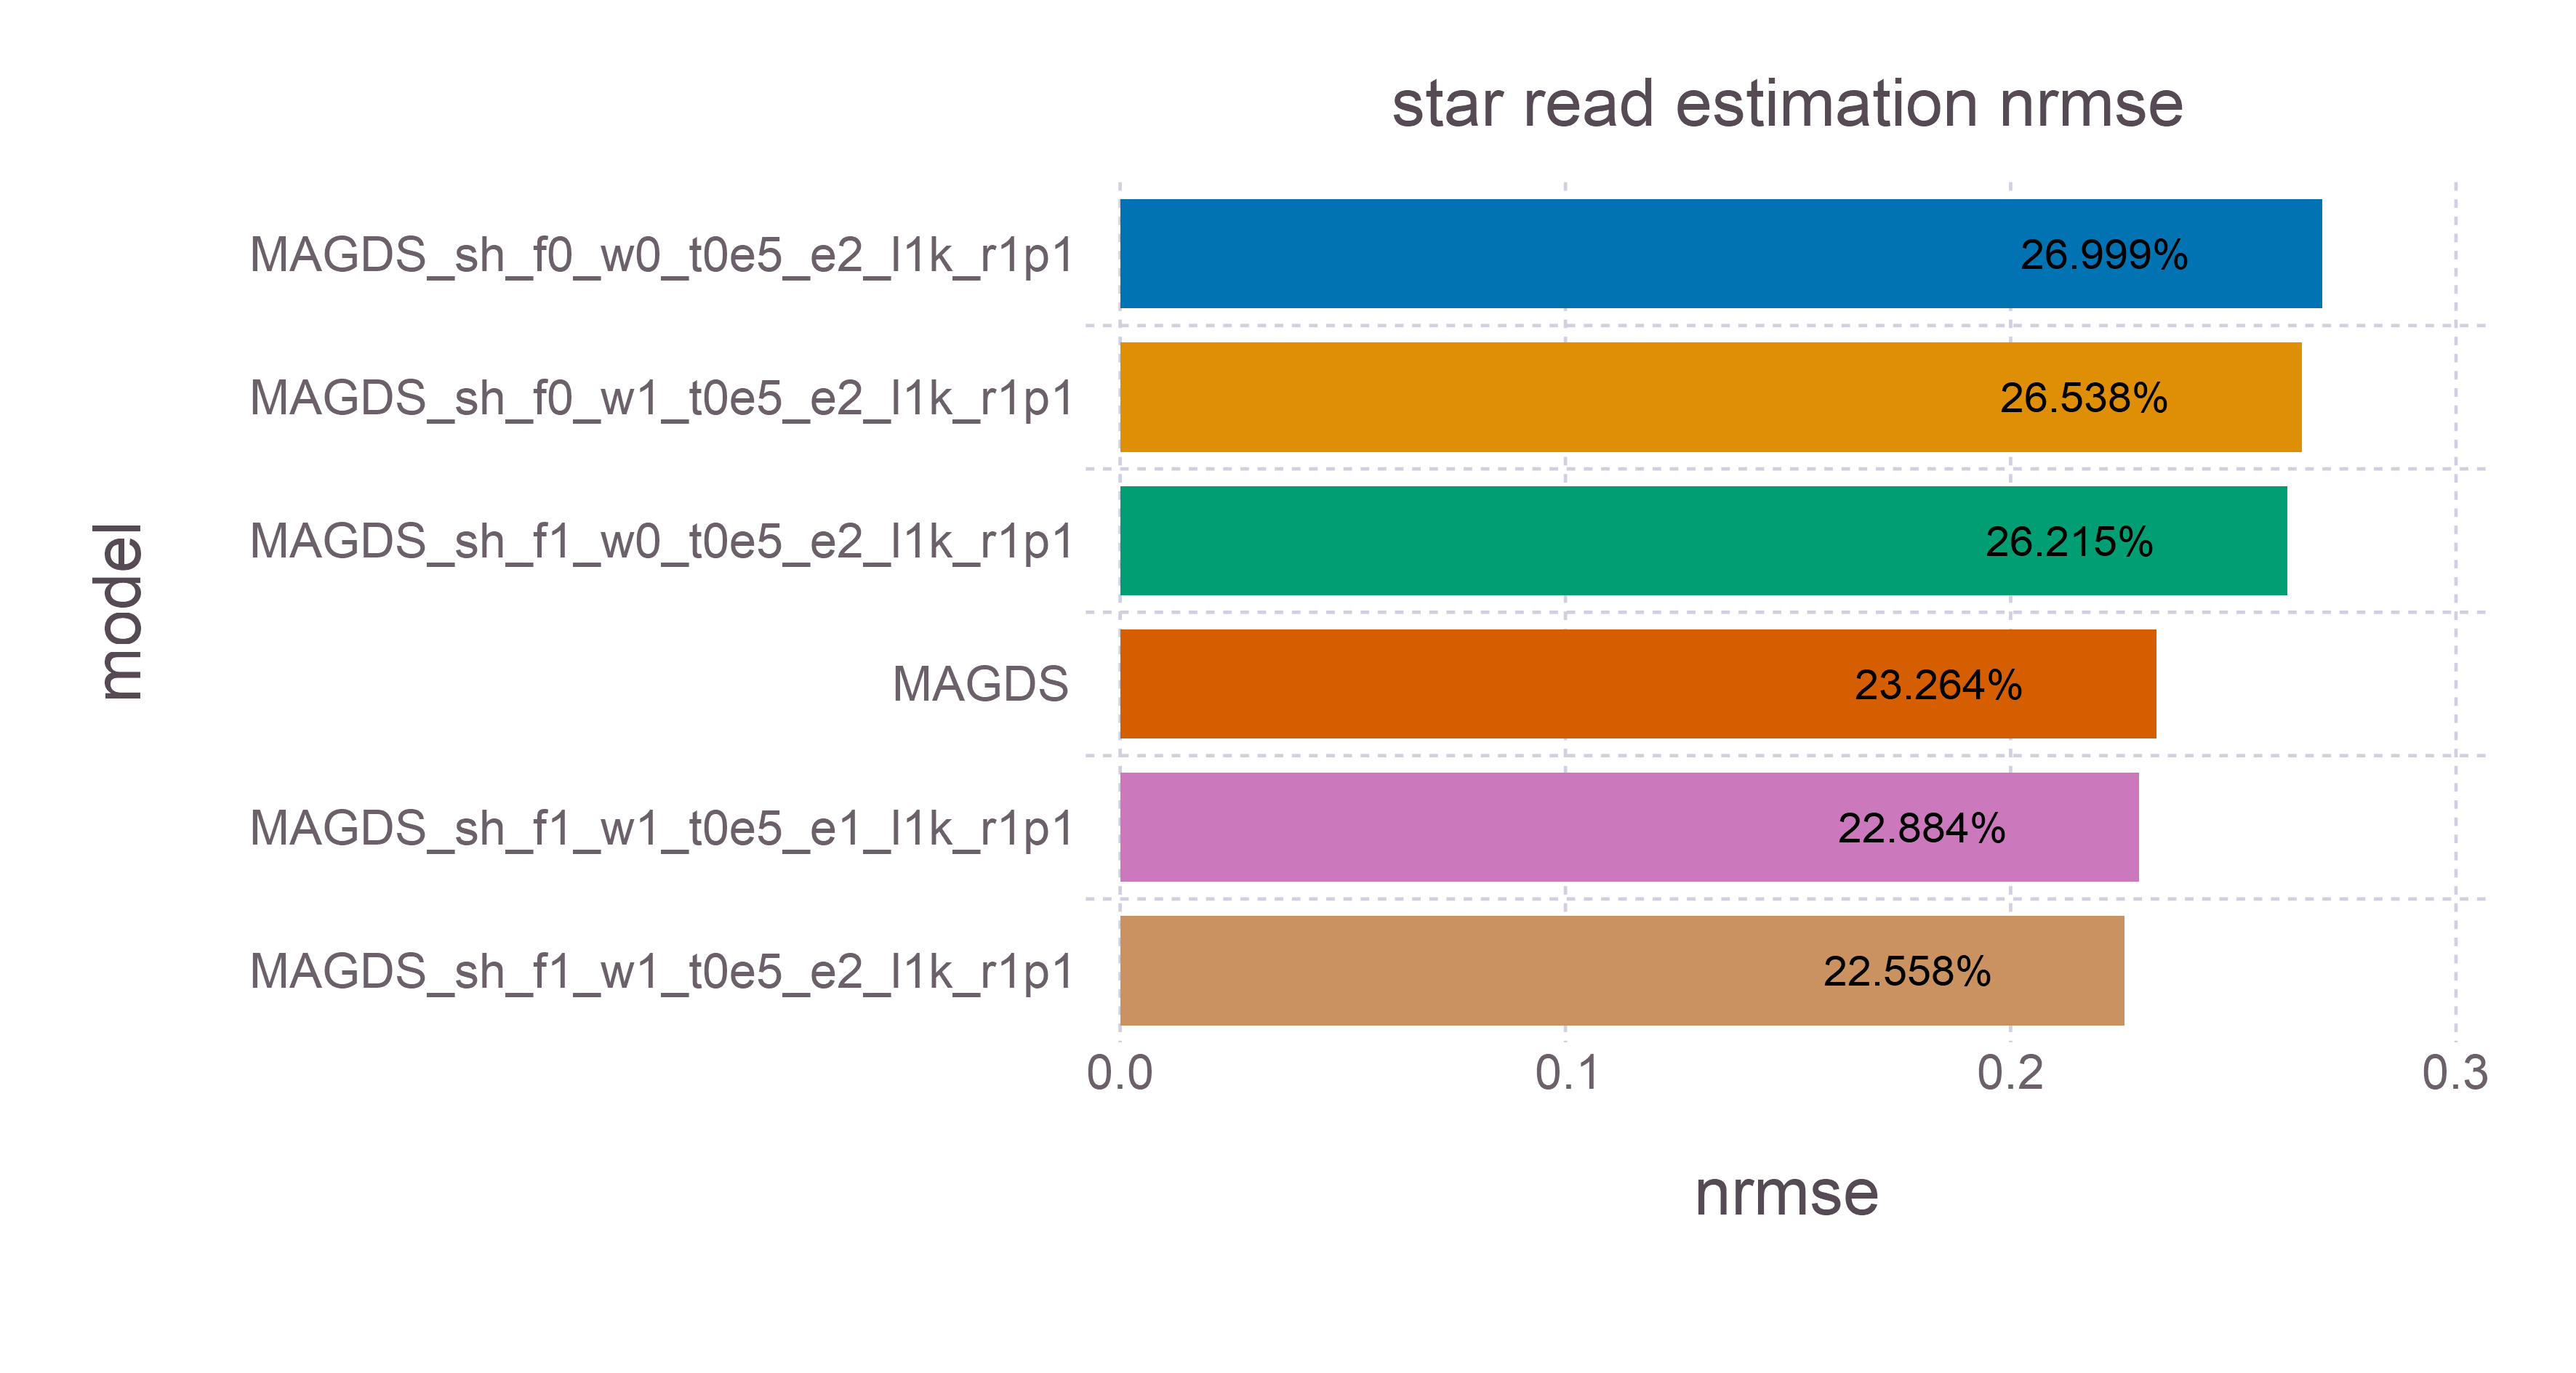 star read estimation nrmse
model
MAGDS_sh_f0_w0_t0e5_e2_l1k_r1p1
26.999%
MAGDS_sh_f0_w1_t0e5_e2_l1k_r1p1
26.538%
MAGDS_sh_f1_w0_t0e5_e2_l1k_r1p1
26.215%
MAGDS
23.264%
MAGDS_sh_f1_w1_t0e5_e1_l1k_r1p1
22.884%
MAGDS_sh_f1_w1_t0e5_e2_l1k_r1p1
22.558%
0.0 0.1 0.2 0.3
nrmse